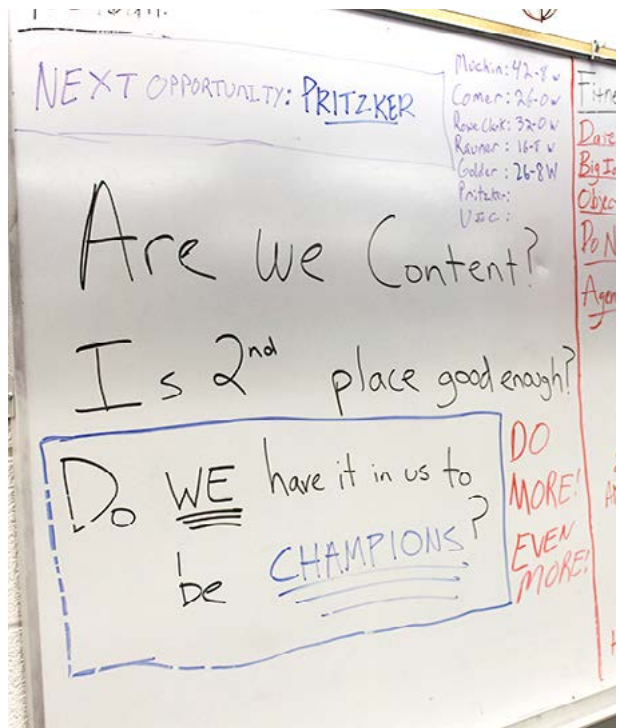 NEXT OPPORTUNITY: PRITZKER
Muchin: 42-8 W
Comer: 26-0 W
Rowe Clark: 32-0 W
Rauner: 16-8 W
Golder: 26-8 W
Pritzker:
UIC:
Are we Content?
Is 2nd place good enough?
Do WE have it in us to
be CHAMPIONS?
DO
MORE!
EVEN
MORE!